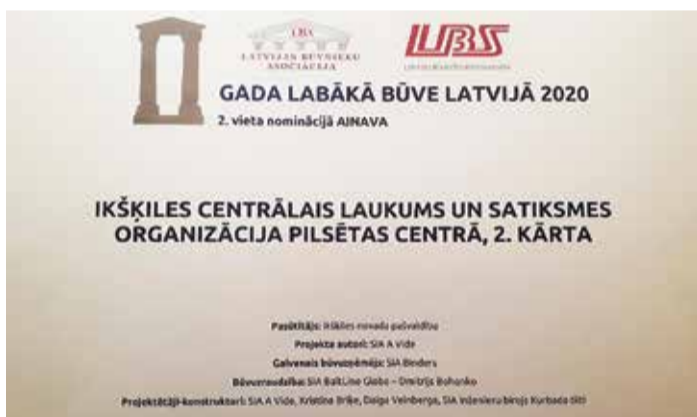 LBA
LATVIJAS BŪVNIEKU
ASOCIĀCIJA
LBS
GADA LABĀKĀ BŪVE LATVIJĀ 2020
2. vieta nominācijā AINAVA
IKŠĶILES CENTRĀLAIS LAUKUMS UN SATIKSMES
ORGANIZĀCIJA PILSĒTAS CENTRĀ, 2. KĀRTA
Pasūtītājs: Ikšķiles novada pašvaldība
Projekta autori: SIA A Vide
Galvenais būvuzņēmējs: SIA Binders
Būvuzraudzība: SIA BaltLine Globe – Dmitrijs Bohanko
Projektētāji-konstruktori: SIA A Vide, Kristīne Briķe, Daiga Veinberga, SIA Inženieru birojs Kurbada tilti